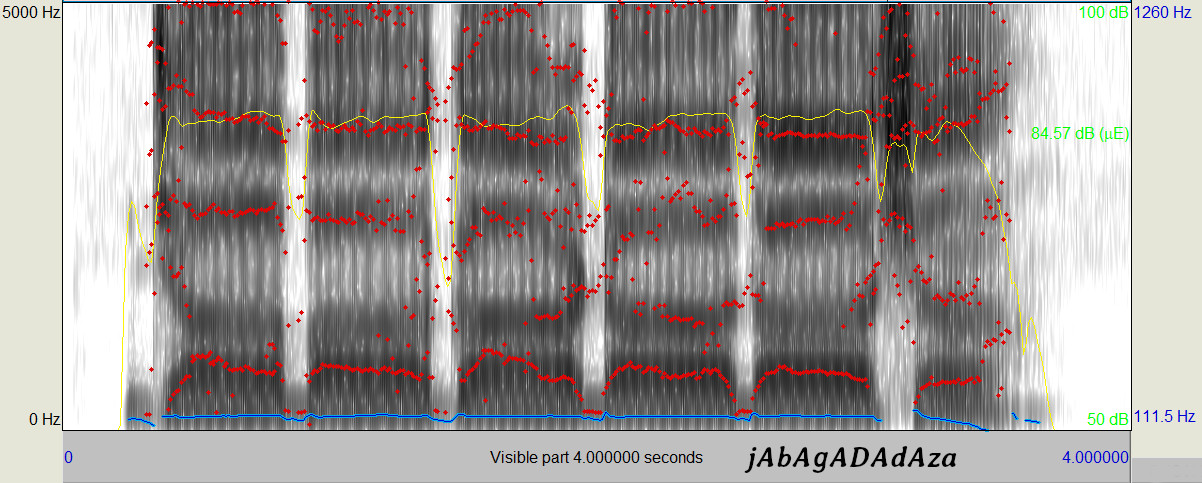 5000 Hz 100 dB 1260 Hz
84.57 dB (µE)
0 Hz 50 dB 111.5 Hz
0 Visible part 4.000000 seconds jAbAgADAdAza 4.000000